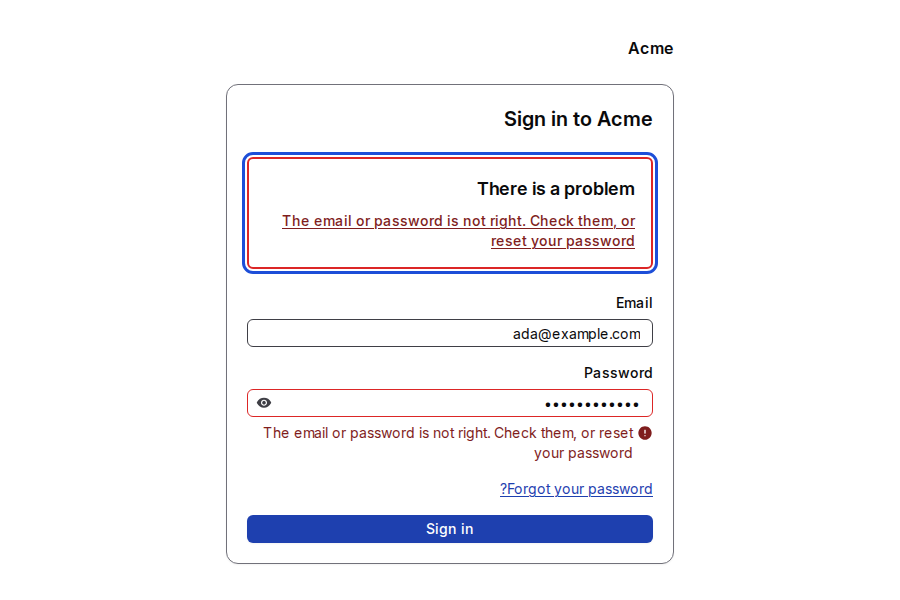 Acme
Sign in to Acme
There is a problem
The email or password is not right. Check them, or
reset your password
Email
ada@example.com
Password
••••••••••••
The email or password is not right. Check them, or reset
your password
?Forgot your password
Sign in